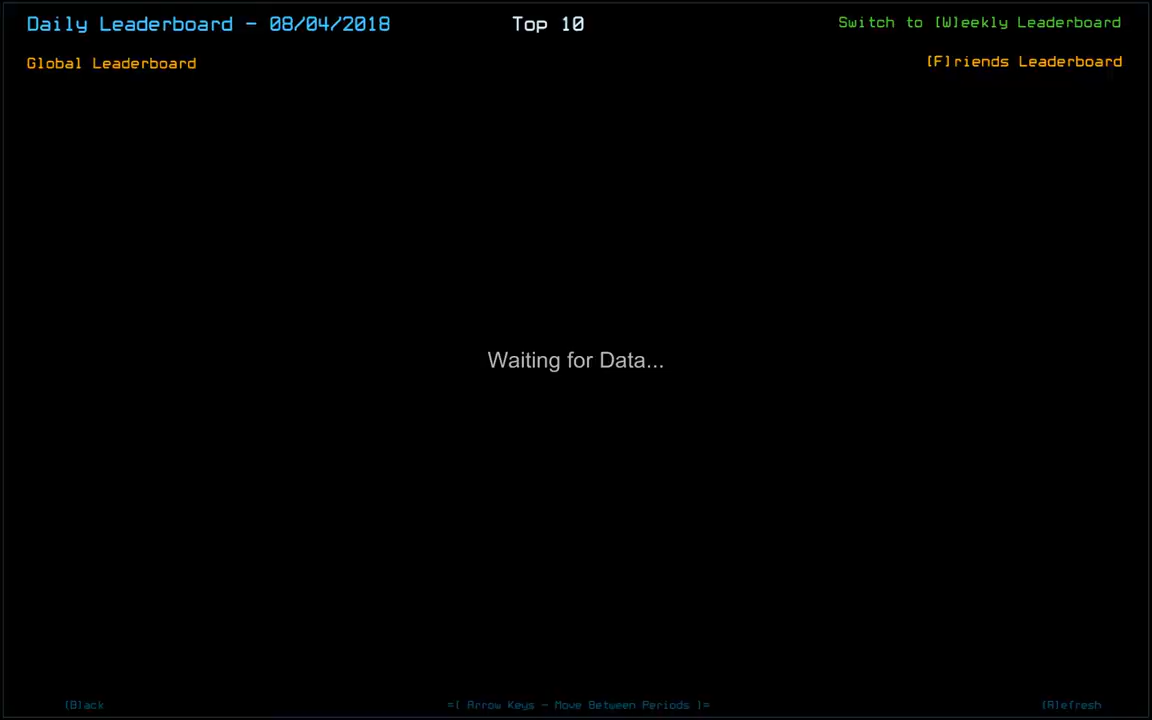 Daily Leaderboard - 08/04/2018
Top 10
Switch to [W]eekly Leaderboard
Global Leaderboard
[F]riends Leaderboard
Waiting for Data...
[B]ack
=[ Arrow Keys - Move Between Periods ]=
[R]efresh